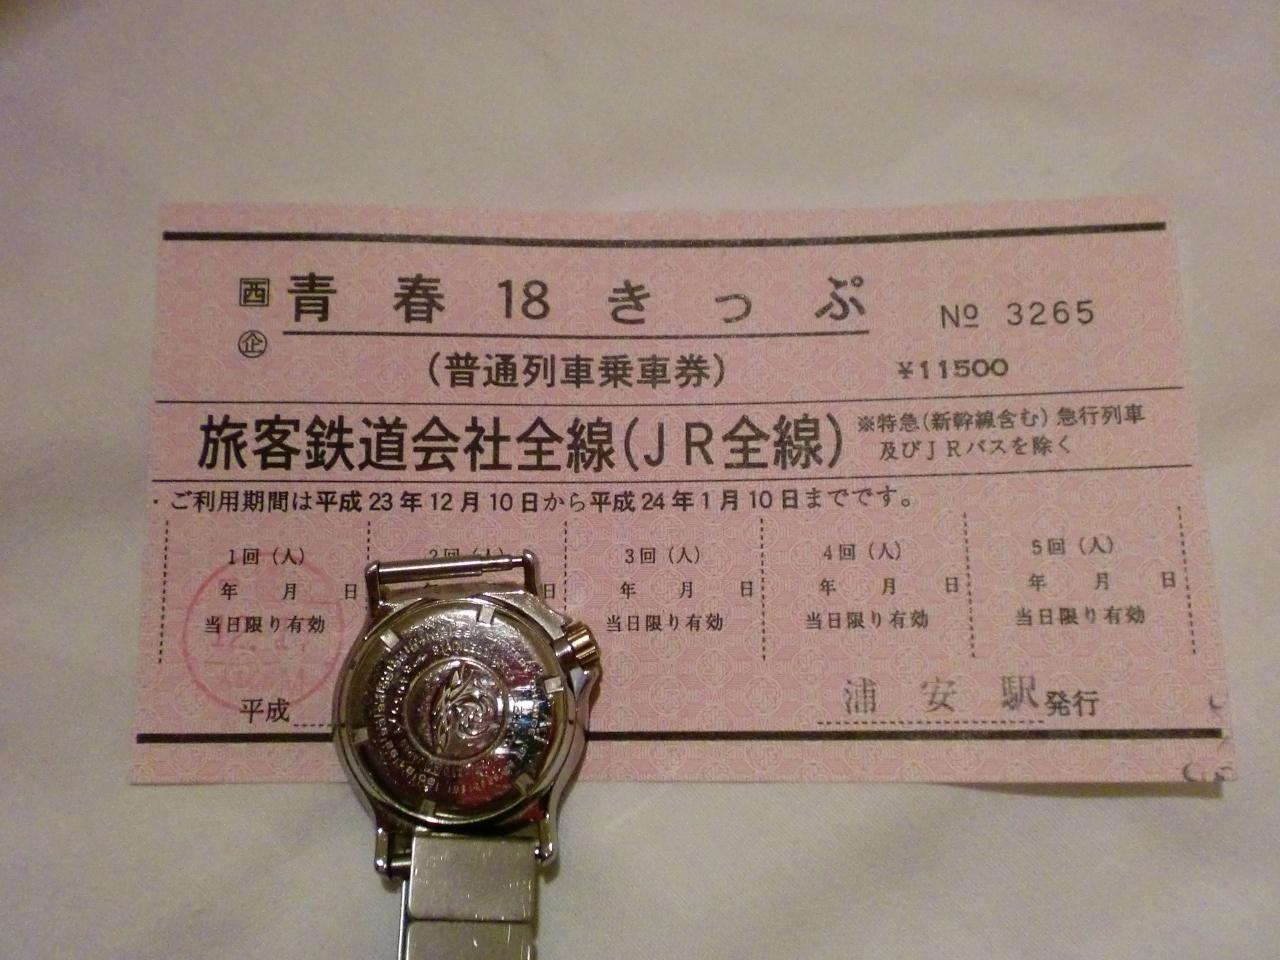 西 青春18きっぷ № 3265
企 (普通列車乗車券) ¥11500
旅客鉄道会社全線(JR全線) ※特急(新幹線含む)急行列車
及びJRバスを除く
・ご利用期間は平成23年12月10日から平成24年1月10日までです。
1回(人) 2回(人) 3回(人) 4回(人) 5回(人)
年 月 日 年 日 年 月 日 年 月 日 年 月 日
当日限り有効 当日限り有効 当日限り有効 当日限り有効
平成 浦安駅発行